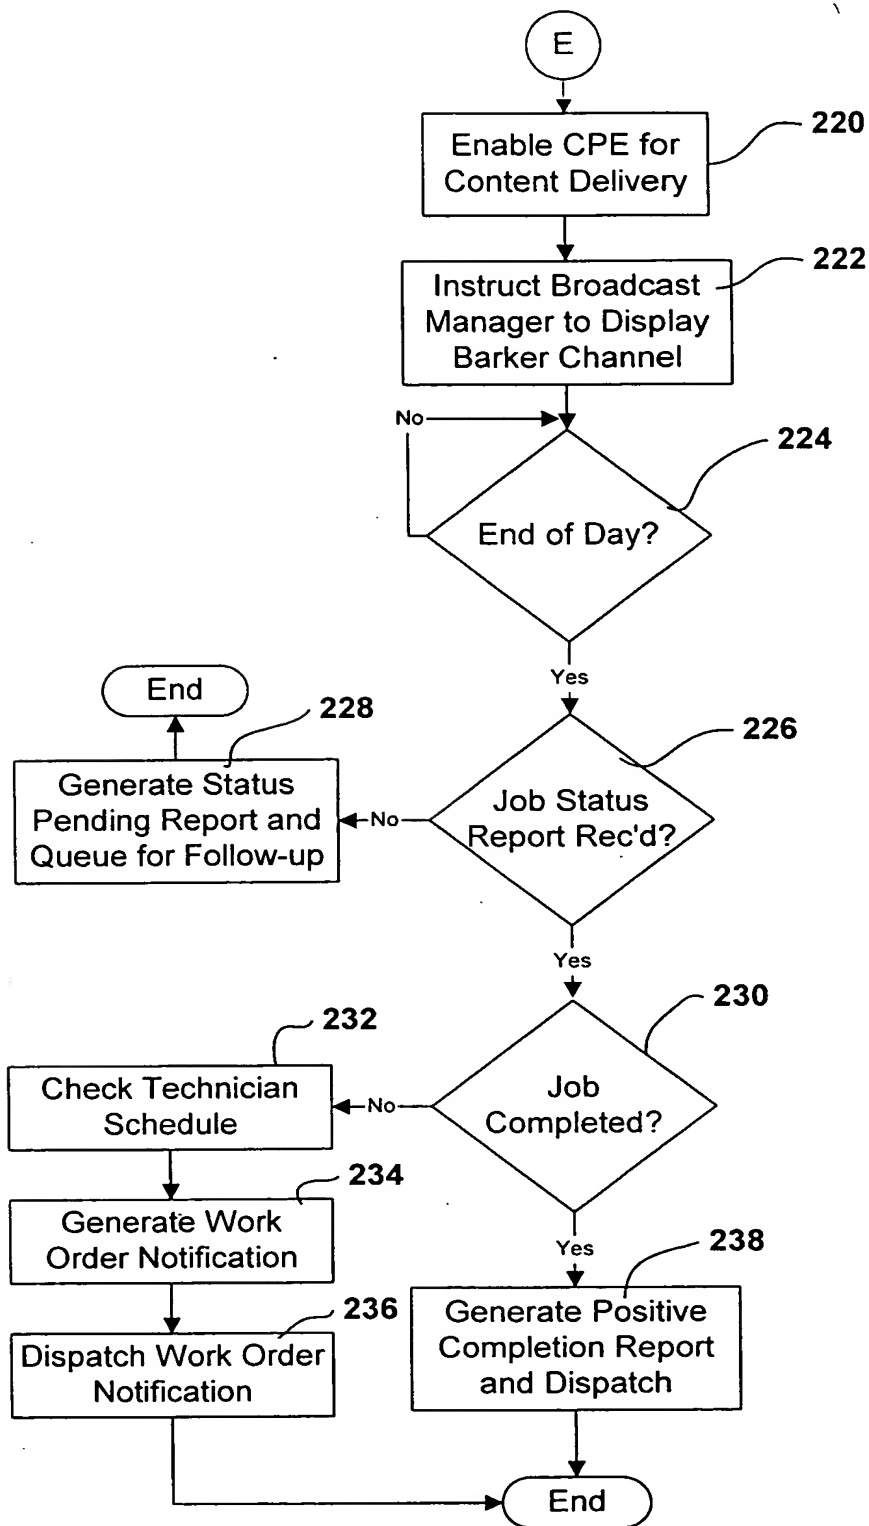 E
220
Enable CPE for
Content Delivery
222
Instruct Broadcast
Manager to Display
Barker Channel
No
224
End of Day?
Yes
End
228
226
Generate Status
Pending Report and
Queue for Follow-up
No
Job Status
Report Rec'd?
Yes
230
232
Check Technician
Schedule
No
Job
Completed?
234
Generate Work
Order Notification
Yes
238
236
Dispatch Work Order
Notification
Generate Positive
Completion Report
and Dispatch
End